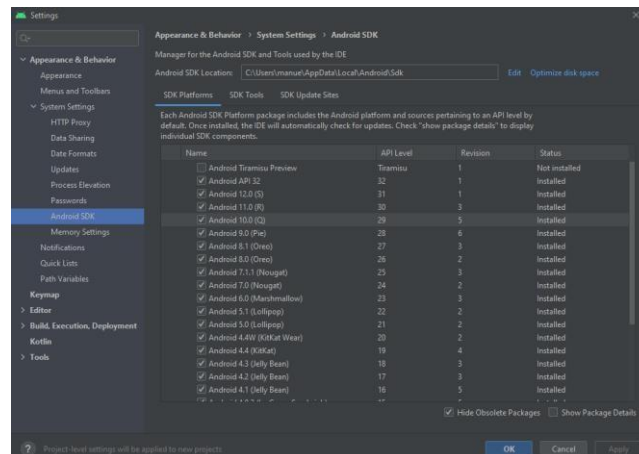 Settings
Appearance & Behavior
Appearance
Menus and Toolbars
System Settings
HTTP Proxy
Data Sharing
Date Formats
Updates
Process Elevation
Passwords
Android SDK
Memory Settings
Notifications
Quick Lists
Path Variables
Keymap
Editor
Build, Execution, Deployment
Kotlin
Tools
Appearance & Behavior > System Settings > Android SDK
Manager for the Android SDK and Tools used by the IDE
Android SDK Location: C:\Users\manue\AppData\Local\Android\Sdk Edit Optimize disk space
SDK Platforms SDK Tools SDK Update Sites
Each Android SDK Platform package includes the Android platform and sources pertaining to an API level by
default. Once installed, the IDE will automatically check for updates. Check "show package details" to display
individual SDK components.
Name API Level Revision Status
Android Tiramisu Preview Tiramisu 1 Not installed
Android API 32 32 1 Installed
Android 12.0 (S) 31 1 Installed
Android 11.0 (R) 30 3 Installed
Android 10.0 (Q) 29 5 Installed
Android 9.0 (Pie) 28 6 Installed
Android 8.1 (Oreo) 27 3 Installed
Android 8.0 (Oreo) 26 2 Installed
Android 7.1.1 (Nougat) 25 3 Installed
Android 7.0 (Nougat) 24 2 Installed
Android 6.0 (Marshmallow) 23 3 Installed
Android 5.1 (Lollipop) 22 2 Installed
Android 5.0 (Lollipop) 21 2 Installed
Android 4.4W (KitKat Wear) 20 2 Installed
Android 4.4 (KitKat) 19 4 Installed
Android 4.3 (Jelly Bean) 18 3 Installed
Android 4.2 (Jelly Bean) 17 3 Installed
Android 4.1 (Jelly Bean) 16 5 Installed
Hide Obsolete Packages Show Package Details
? Project-level settings will be applied to new projects OK Cancel Apply